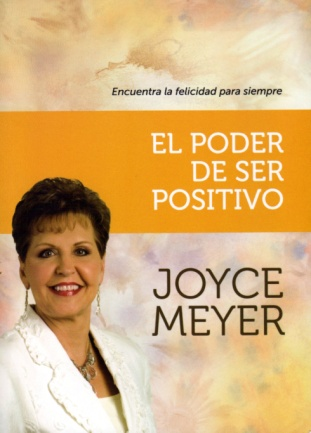 Encuentra la felicidad para siempre
EL PODER
DE SER
POSITIVO
JOYCE
MEYER